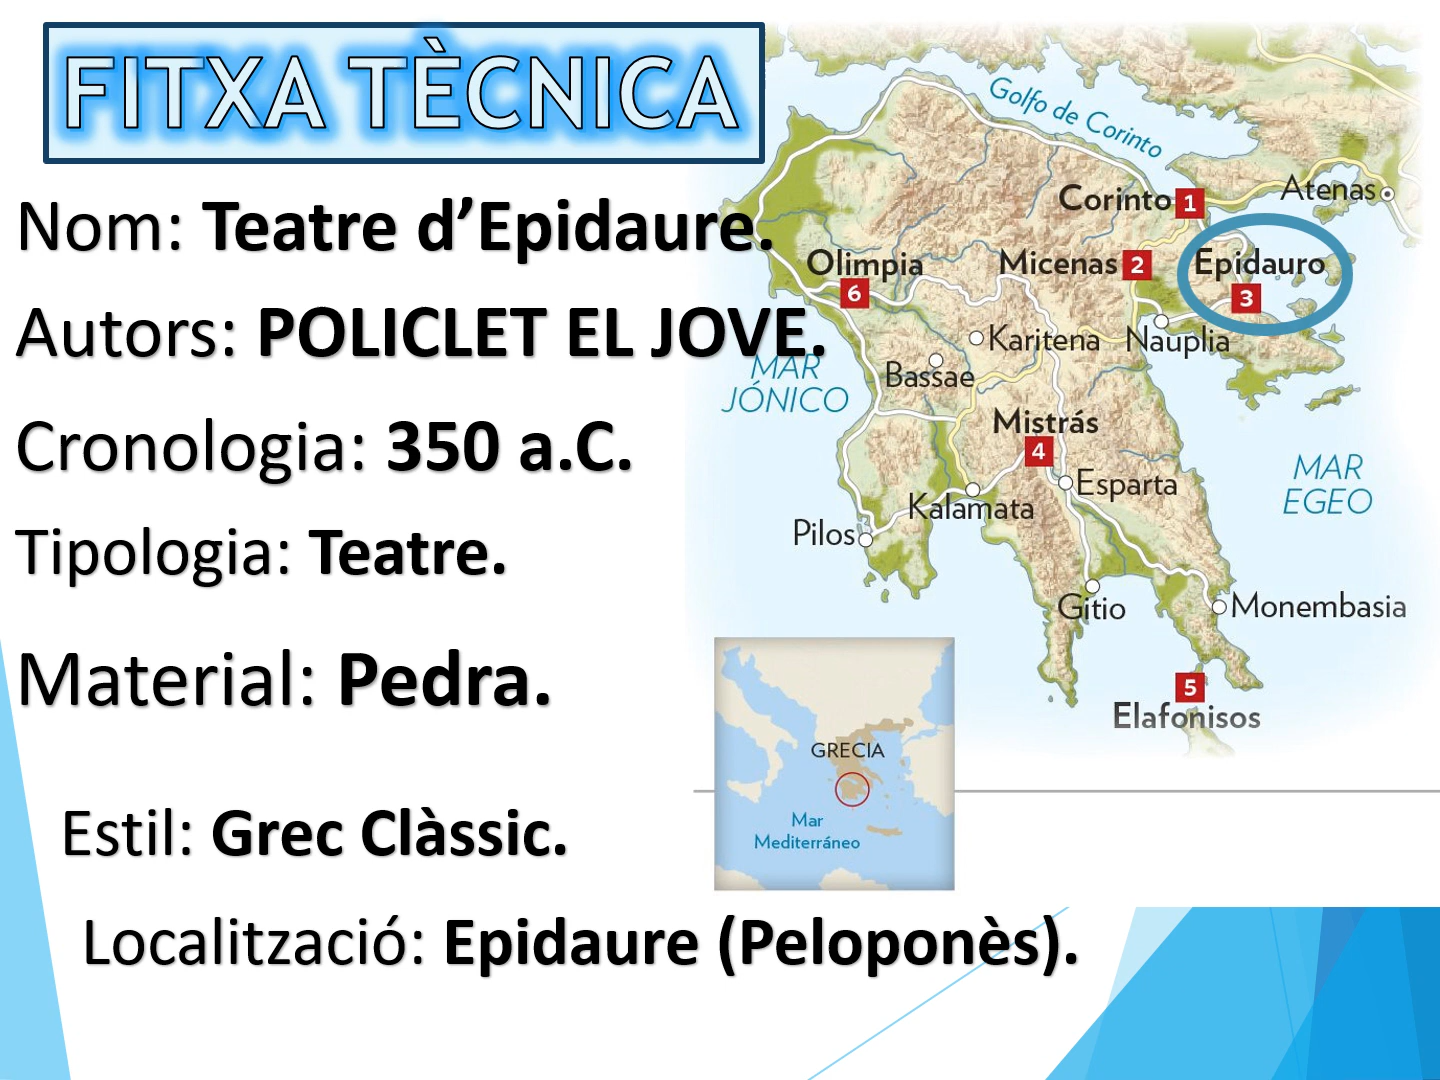 FITXA TÈCNICA
Nom: Teatre d’Epidaure.
Autors: POLICLET EL JOVE.
Cronologia: 350 a.C.
Tipologia: Teatre.
Material: Pedra.
Estil: Grec Clàssic.
Localització: Epidaure (Peloponès).
Golfo de Corinto
Corinto 1
Atenas
Olimpia
6
Micenas 2
Epidauro
3
Karitena
Nauplia
Bassae
MAR
JÓNICO
Mistrás
4
Esparta
MAR
EGEO
Kalamata
Pilos
Gitio
Monembasia
5
Elafonisos
GRECIA
Mar
Mediterráneo